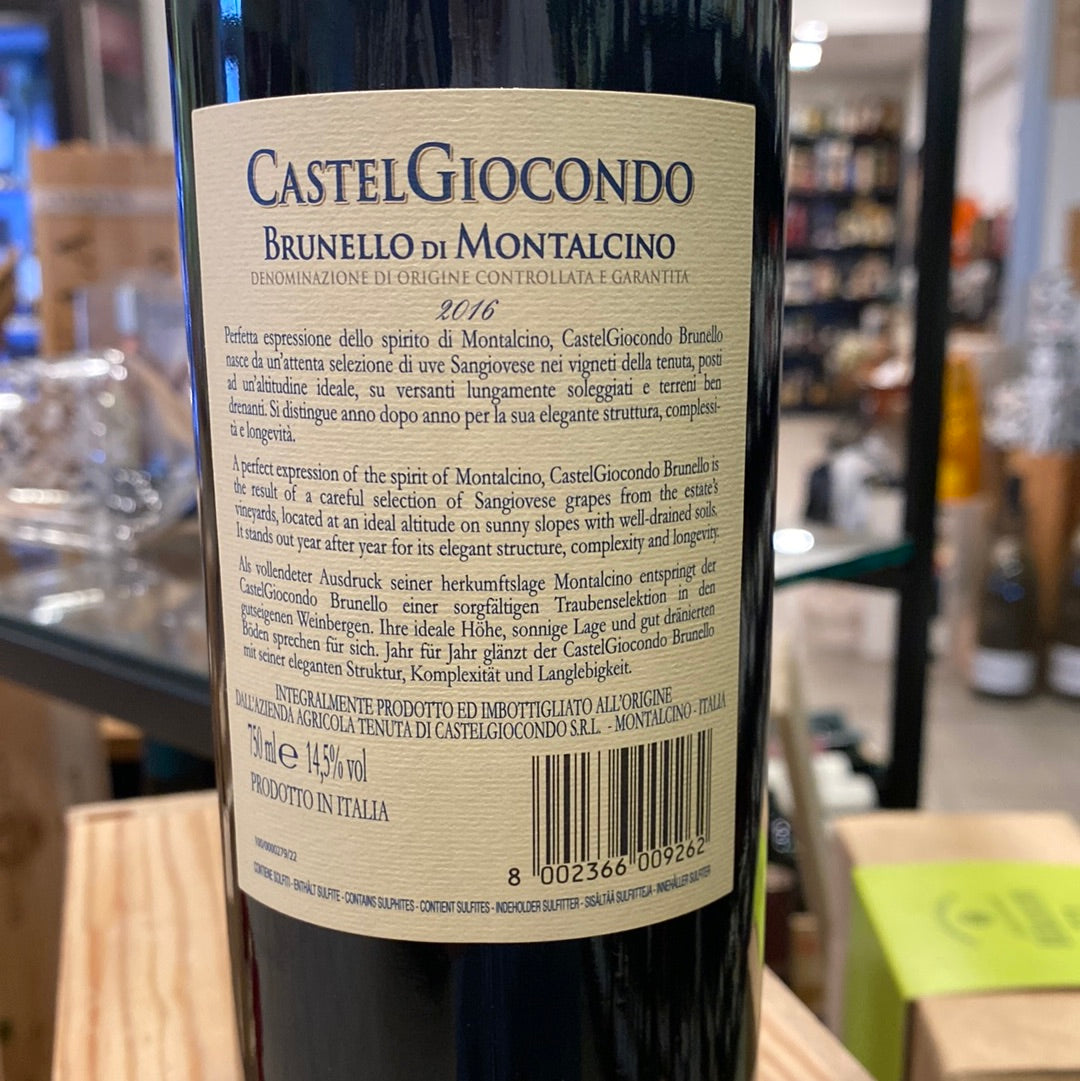 CASTELGIOCONDO
BRUNELLO DI MONTALCINO
DENOMINAZIONE DI ORIGINE CONTROLLATA E GARANTITA
2016
Perfetta espressione dello spirito di Montalcino, CastelGiocondo Brunello
nasce da un'attenta selezione di uve Sangiovese nei vigneti della tenuta, posti
ad un'altitudine ideale, su versanti lungamente soleggiati e terreni ben
drenanti. Si distingue anno dopo anno per la sua elegante struttura, complessi-
tà e longevità.
A perfect expression of the spirit of Montalcino, CastelGiocondo Brunello is
the result of a careful selection of Sangiovese grapes from the estate's
vineyards, located at an ideal altitude on sunny slopes with well-drained soils.
It stands out year after year for its elegant structure, complexity and longevity.
Als vollendeter Ausdruck seiner herkumftslage Montalcino entspringt der
CastelGiocondo Brunello einer sorgfältigen Traubenselektion in den
gutseigenen Weinbergen. Ihre ideale Höhe, sonnige Lage und gut dränierten
Böden sprechen für sich. Jahr für Jahr glänzt der CastelGiocondo Brunello
mit seiner eleganten Struktur, Komplexität und Langlebigkeit.
INTEGRALMENTE PRODOTTO ED IMBOTTIGLIATO ALL'ORIGINE
DALL'AZIENDA AGRICOLA TENUTA DI CASTELGIOCONDO S.R.L. - MONTALCINO - ITALIA
750 ml e 14,5% vol
PRODOTTO IN ITALIA
8 002366 009262
CONTIENE SOLFITI - ENTHÄLT SULFITE - CONTAINS SULPHITES - CONTIENT SULFITES - INDEHOLDER SULFITTER - SISÄLTÄÄ SULFIITTEJA - INNEHÅLLER SULFITER